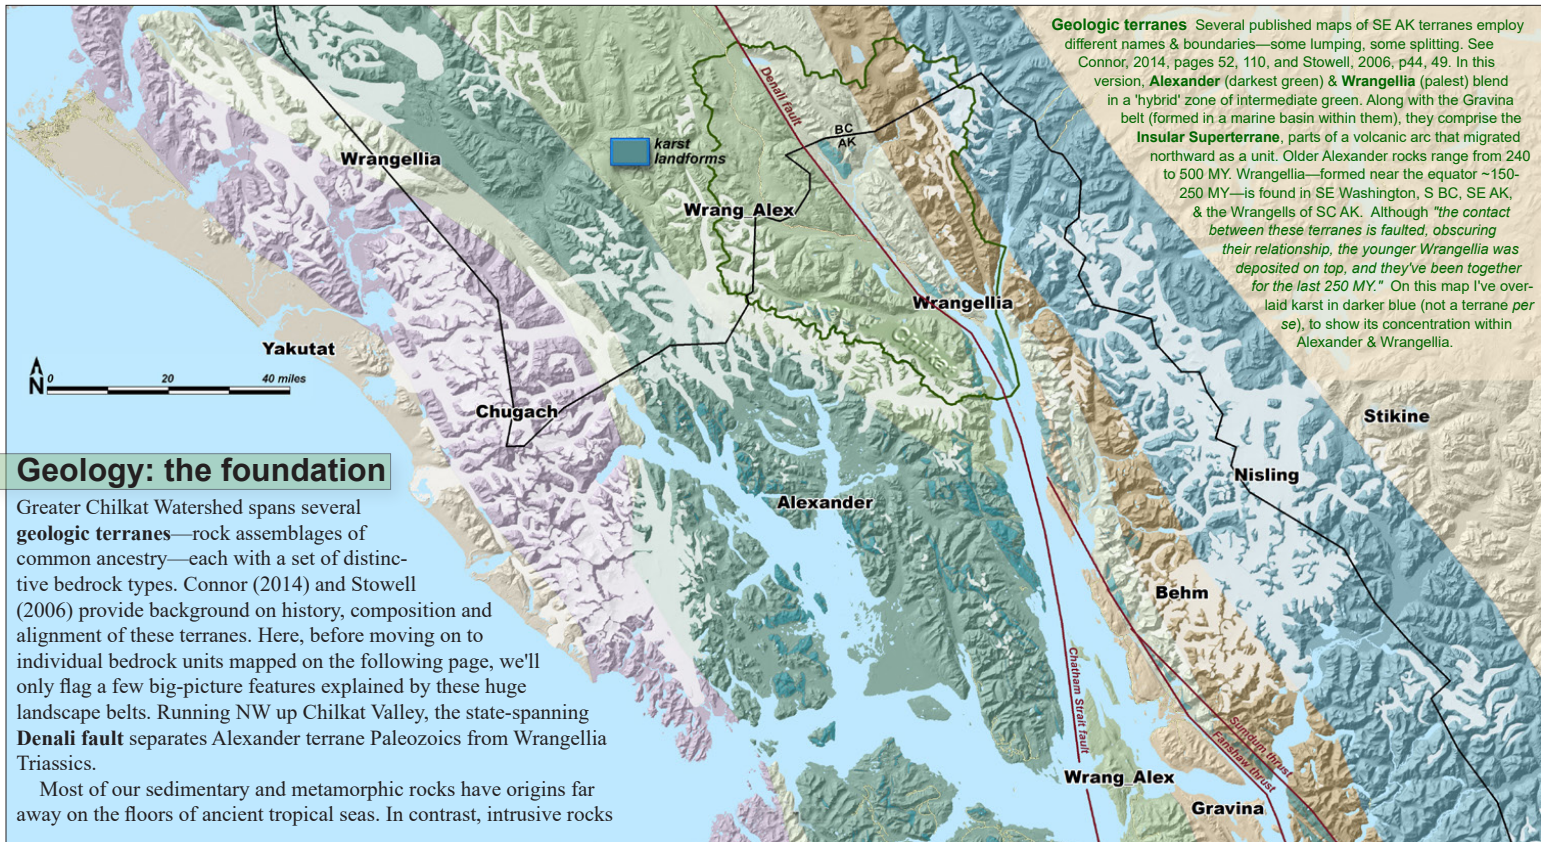 Geologic terranes Several published maps of SE AK terranes employ
different names & boundaries—some lumping, some splitting. See
Connor, 2014, pages 52, 110, and Stowell, 2006, p44, 49. In this
version, Alexander (darkest green) & Wrangellia (palest) blend
in a 'hybrid' zone of intermediate green. Along with the Gravina
belt (formed in a marine basin within them), they comprise the
Insular Superterrane, parts of a volcanic arc that migrated
northward as a unit. Older Alexander rocks range from 240
to 500 MY. Wrangellia—formed near the equator ~150-
250 MY—is found in SE Washington, S BC, SE AK,
& the Wrangells of SC AK. Although "the contact
between these terranes is faulted, obscuring
their relationship, the younger Wrangellia was
deposited on top, and they've been together
for the last 250 MY." On this map I've over-
laid karst in darker blue (not a terrane per
se), to show its concentration within
Alexander & Wrangellia.
Denali fault
BC
AK
karst
landforms
Wrangellia
Wrang_Alex
Wrangellia
Chilkat
Yakutat
N
0 20 40 miles
Chugach
Stikine
Nisling
Alexander
Behm
Chatham Strait fault
Sumdum thrust
Fanshaw thrust
Wrang_Alex
Gravina
Geology: the foundation
Greater Chilkat Watershed spans several
geologic terranes—rock assemblages of
common ancestry—each with a set of distinc-
tive bedrock types. Connor (2014) and Stowell
(2006) provide background on history, composition and
alignment of these terranes. Here, before moving on to
individual bedrock units mapped on the following page, we'll
only flag a few big-picture features explained by these huge
landscape belts. Running NW up Chilkat Valley, the state-spanning
Denali fault separates Alexander terrane Paleozoics from Wrangellia
Triassics.
Most of our sedimentary and metamorphic rocks have origins far
away on the floors of ancient tropical seas. In contrast, intrusive rocks